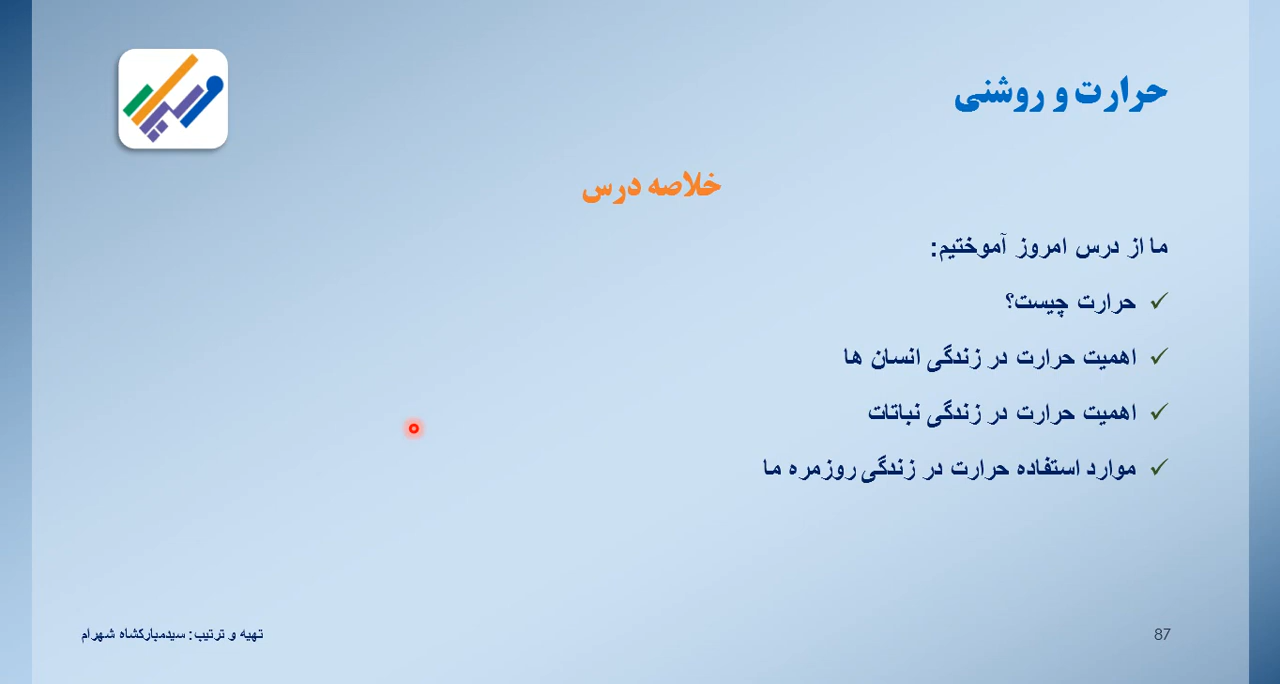 حرارت و روشنی
خلاصه درس
ما از درس امروز آموختیم:
✓ حرارت چیست؟
✓ اهمیت حرارت در زندگی انسان ها
✓ اهمیت حرارت در زندگی نباتات
✓ موارد استفاده حرارت در زندگی روزمره ما
تهیه و ترتیب: سیدمبارکشاه شهرام
87